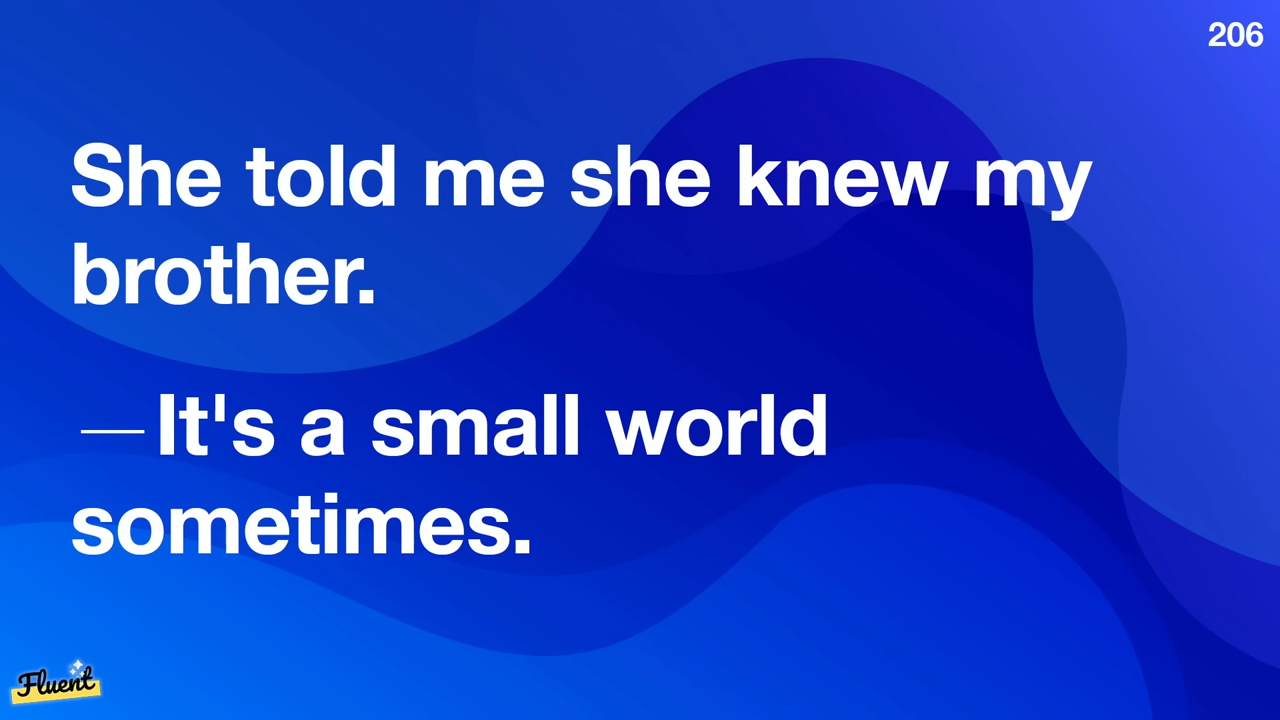 206
She told me she knew my
brother.
— It's a small world
sometimes.
Fluent